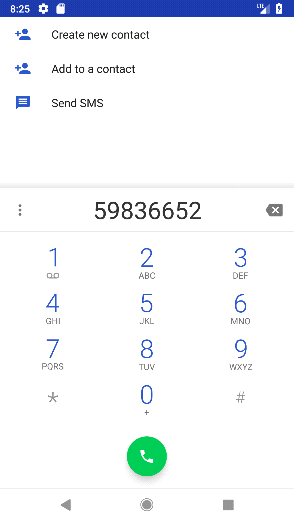 8:25
LTE
Create new contact
Add to a contact
Send SMS
59836652
1 2 3
ABC DEF
4 5 6
GHI JKL MNO
7 8 9
PQRS TUV WXYZ
* 0 #
+